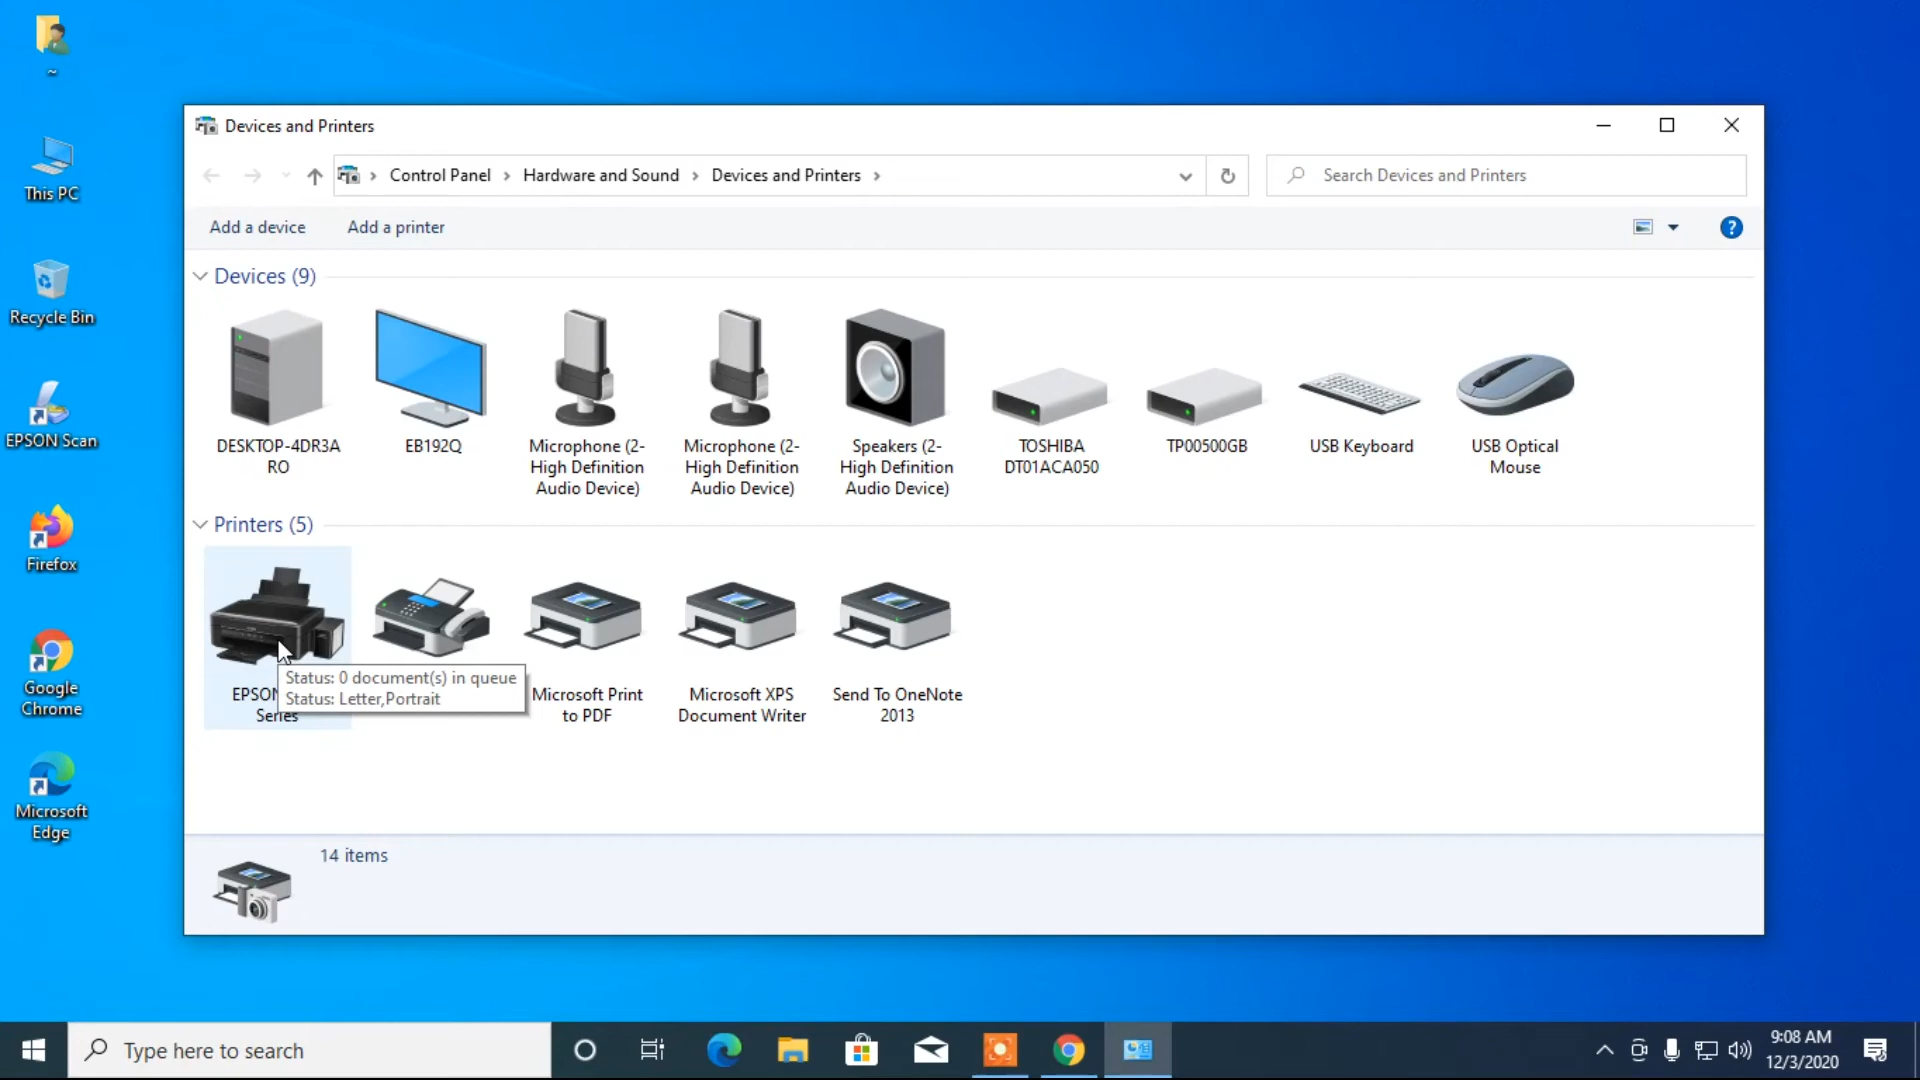 ~
This PC
Recycle Bin
EPSON Scan
Firefox
Google
Chrome
Microsoft
Edge
Devices and Printers
Control Panel
Hardware and Sound
Devices and Printers
Search Devices and Printers
Add a device
Add a printer
?
Devices (9)
DESKTOP-4DR3A
RO
EB192Q
Microphone (2-
High Definition
Audio Device)
Microphone (2-
High Definition
Audio Device)
Speakers (2-
High Definition
Audio Device)
TOSHIBA
DT01ACA050
TP00500GB
USB Keyboard
USB Optical
Mouse
Printers (5)
EPSON
Series
Status: 0 document(s) in queue
Status: Letter,Portrait
Microsoft Print
to PDF
Microsoft XPS
Document Writer
Send To OneNote
2013
14 items
Type here to search
9:08 AM
12/3/2020